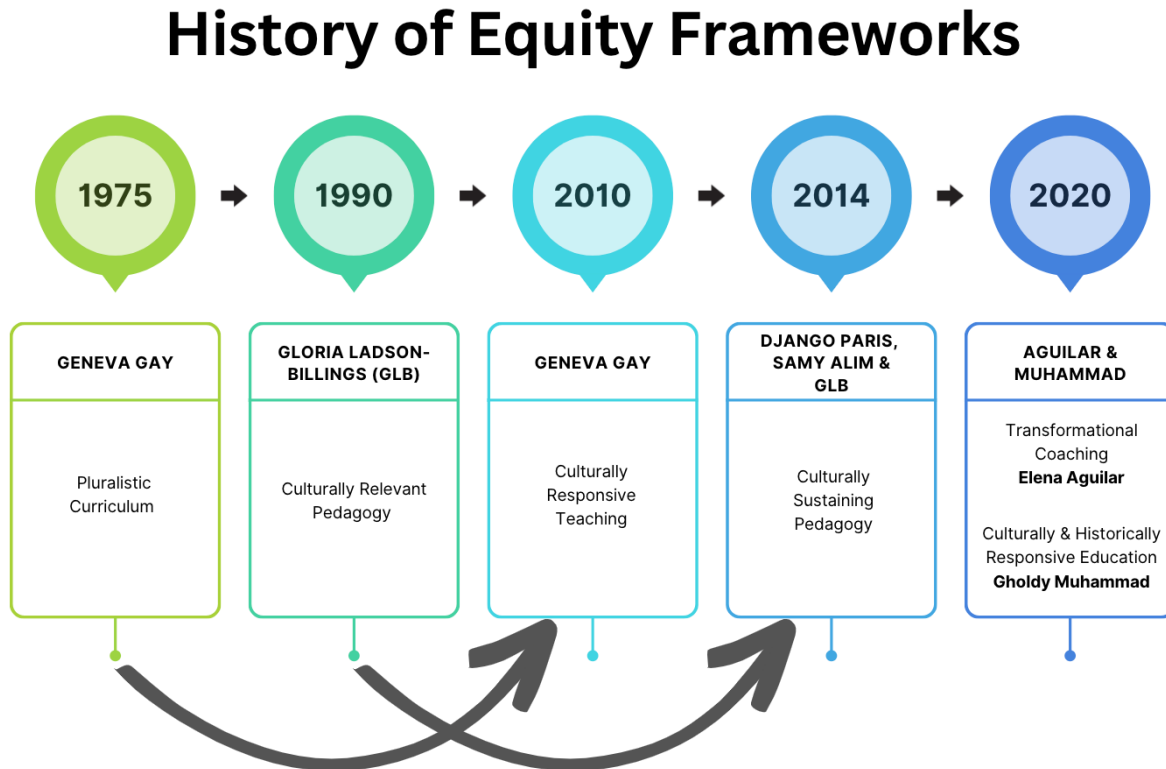 History of Equity Frameworks
1975
1990
2010
2014
2020
GENEVA GAY
Pluralistic
Curriculum
GLORIA LADSON-
BILLINGS (GLB)
Culturally Relevant
Pedagogy
GENEVA GAY
Culturally
Responsive
Teaching
DJANGO PARIS,
SAMY ALIM &
GLB
Culturally
Sustaining
Pedagogy
AGUILAR &
MUHAMMAD
Transformational
Coaching
Elena Aguilar
Culturally & Historically
Responsive Education
Gholdy Muhammad